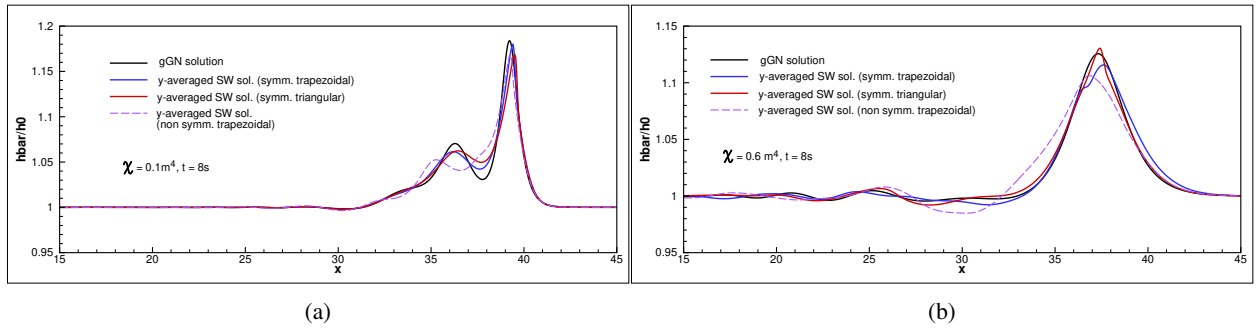 1.2
1.15
1.1
1.05
1
0.95
hbar/h0
gGN solution
y-averaged SW sol. (symm. trapezoidal)
y-averaged SW sol. (symm. triangular)
y-averaged SW sol.
(non symm. trapezoidal)
χ = 0.1m⁴, t = 8s
15 20 25 30 35 40 45
x
(a)
1.15
1.1
1.05
1
0.95
hbar/h0
gGN solution
y-averaged SW sol. (symm. trapezoidal)
y-averaged SW sol. (symm. triangular)
y-averaged SW sol. (non symm. trapezoidal)
χ = 0.6 m⁴, t = 8s
15 20 25 30 35 40 45
x
(b)